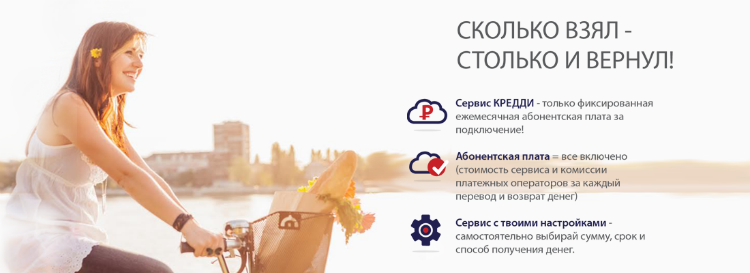 СКОЛЬКО ВЗЯЛ -
СТОЛЬКО И ВЕРНУЛ!
Сервис КРЕДДИ - только фиксированная
ежемесячная абонентская плата за
подключение!
Абонентская плата = все включено
(стоимость сервиса и комиссии
платежных операторов за каждый
перевод и возврат денег)
Сервис с твоими настройками -
самостоятельно выбирай сумму, срок и
способ получения денег.